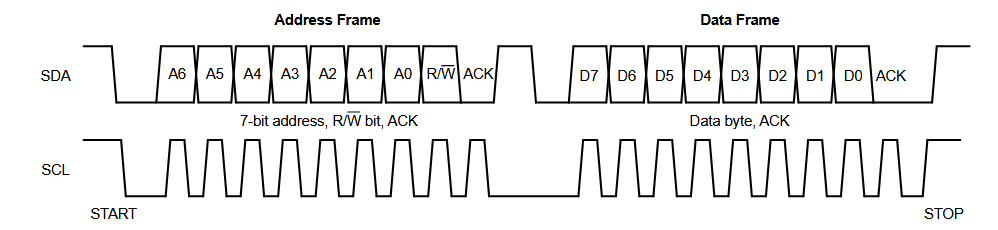 Address Frame Data Frame
SDA A6 A5 A4 A3 A2 A1 A0 R/W̅ ACK D7 D6 D5 D4 D3 D2 D1 D0 ACK
7-bit address, R/W̅ bit, ACK Data byte, ACK
SCL
START STOP